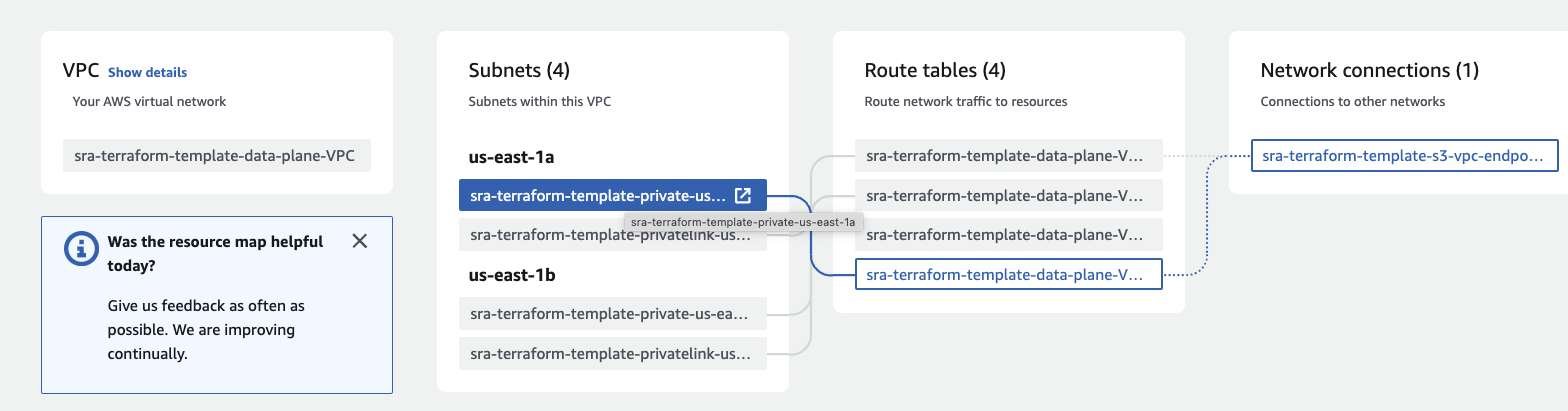 VPC Show details
Your AWS virtual network
sra-terraform-template-data-plane-VPC
Was the resource map helpful
today?
Give us feedback as often as
possible. We are improving
continually.
Subnets (4)
Subnets within this VPC
us-east-1a
sra-terraform-template-private-us...
sra-terraform-template-private-us-east-1a
sra-terraform-template-privatelink-us...
us-east-1b
sra-terraform-template-private-us-ea...
sra-terraform-template-privatelink-us...
Route tables (4)
Route network traffic to resources
sra-terraform-template-data-plane-V...
sra-terraform-template-data-plane-V...
sra-terraform-template-data-plane-V...
sra-terraform-template-data-plane-V...
Network connections (1)
Connections to other networks
sra-terraform-template-s3-vpc-endpo...